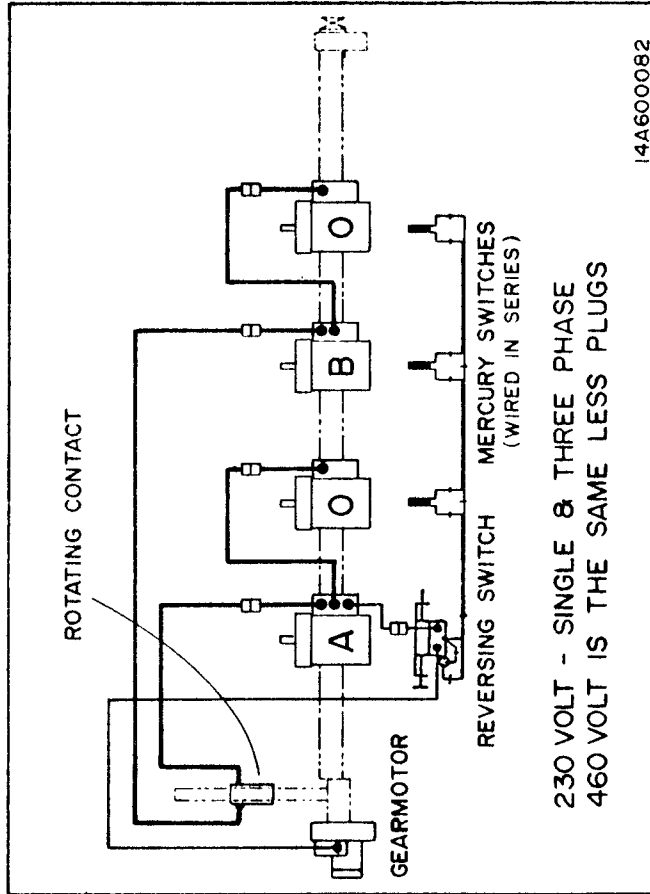 ROTATING CONTACT
A
O
B
O
GEARMOTOR
REVERSING SWITCH
MERCURY SWITCHES
(WIRED IN SERIES)
230 VOLT - SINGLE & THREE PHASE
460 VOLT IS THE SAME LESS PLUGS
14A600082